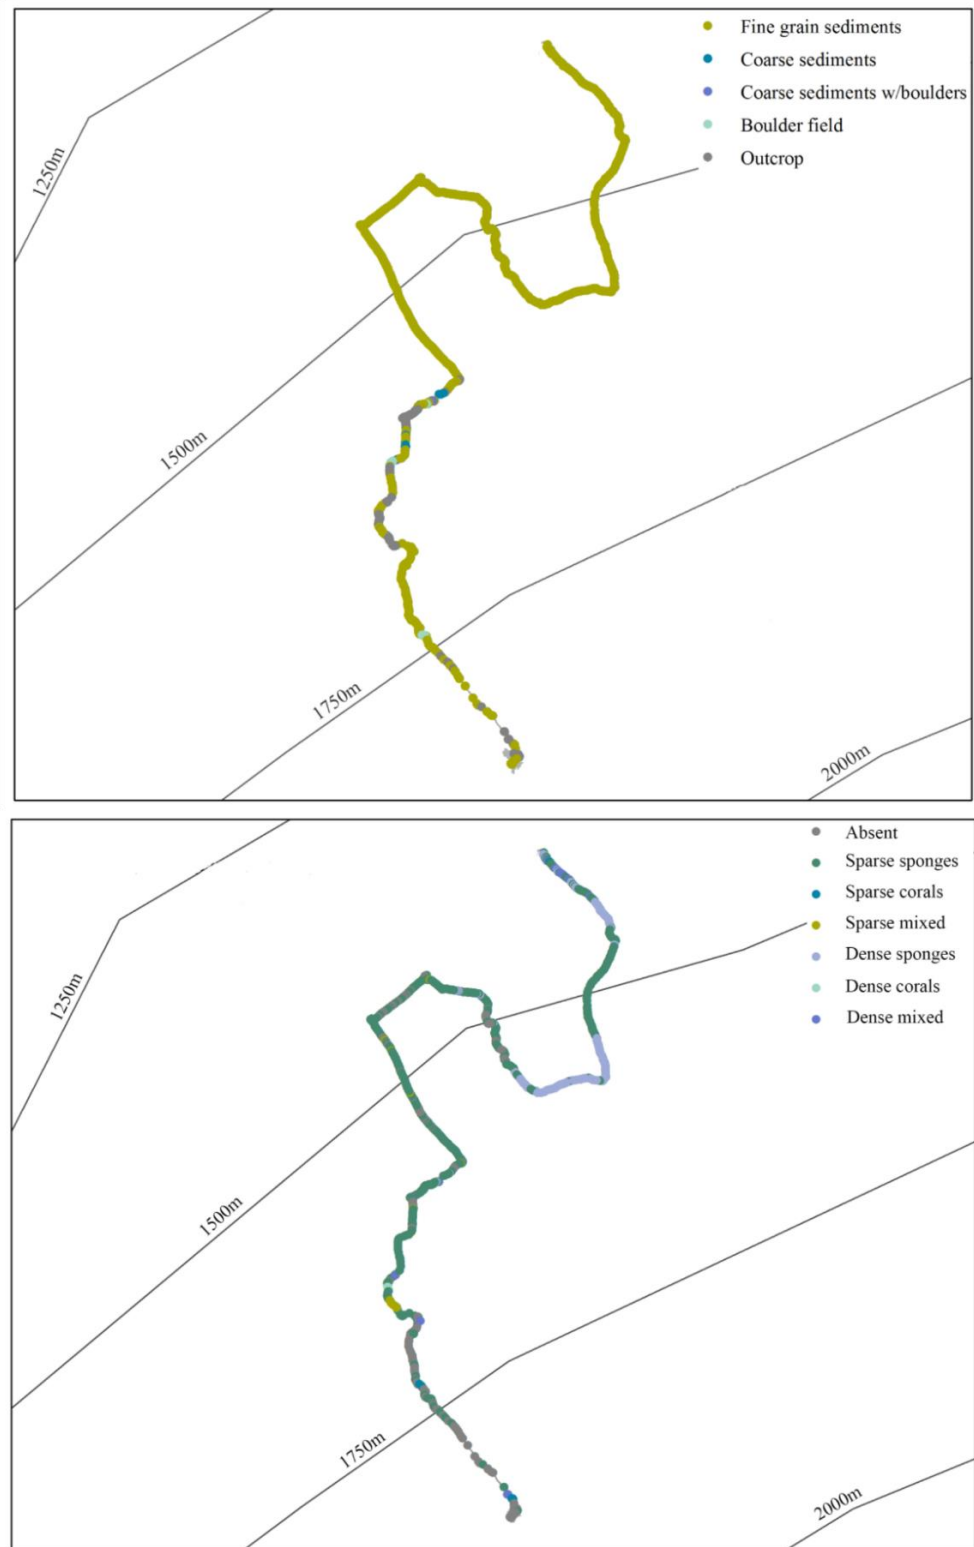 Fine grain sediments
Coarse sediments
Coarse sediments w/boulders
Boulder field
Outcrop
1250m
1500m
1750m
2000m
Absent
Sparse sponges
Sparse corals
Sparse mixed
Dense sponges
Dense corals
Dense mixed
1250m
1500m
1750m
2000m